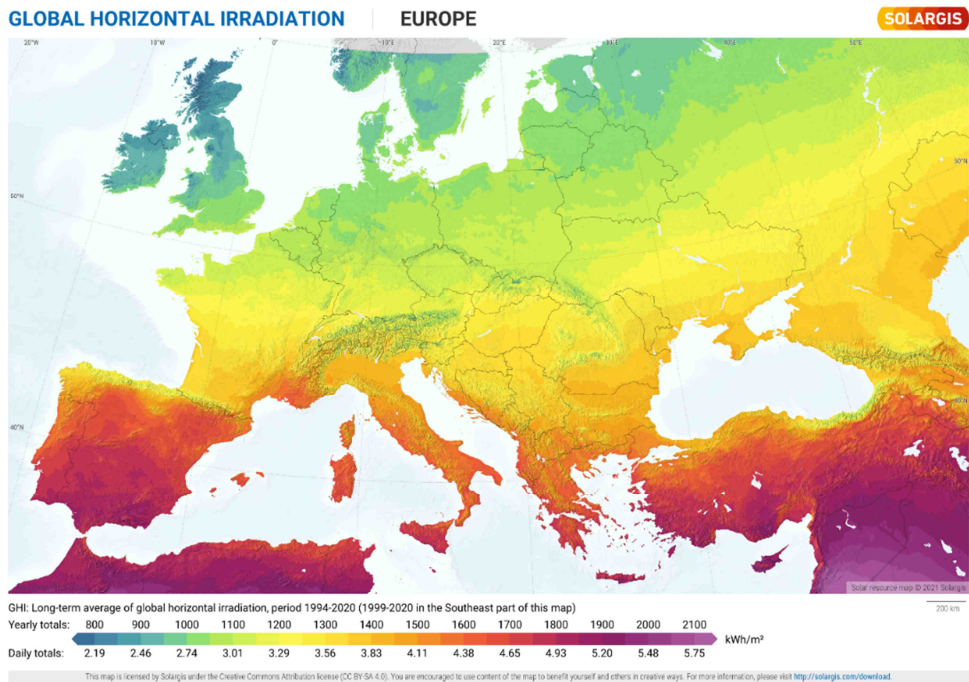 GLOBAL HORIZONTAL IRRADIATION EUROPE
SOLARGIS
20°W 10°W 0° 10°E 20°E 30°E 40°E 50°E
50°N
50°N
40°N
40°N
Solar resource map © 2021 Solargis
GHI: Long-term average of global horizontal irradiation, period 1994-2020 (1999-2020 in the Southeast part of this map)
200 km
Yearly totals: 800 900 1000 1100 1200 1300 1400 1500 1600 1700 1800 1900 2000 2100
kWh/m²
Daily totals: 2.19 2.46 2.74 3.01 3.29 3.56 3.83 4.11 4.38 4.65 4.93 5.20 5.48 5.75
This map is licensed by Solargis under the Creative Commons Attribution license (CC BY-SA 4.0). You are encouraged to use content of the map to benefit yourself and others in creative ways. For more information, please visit http://solargis.com/download.